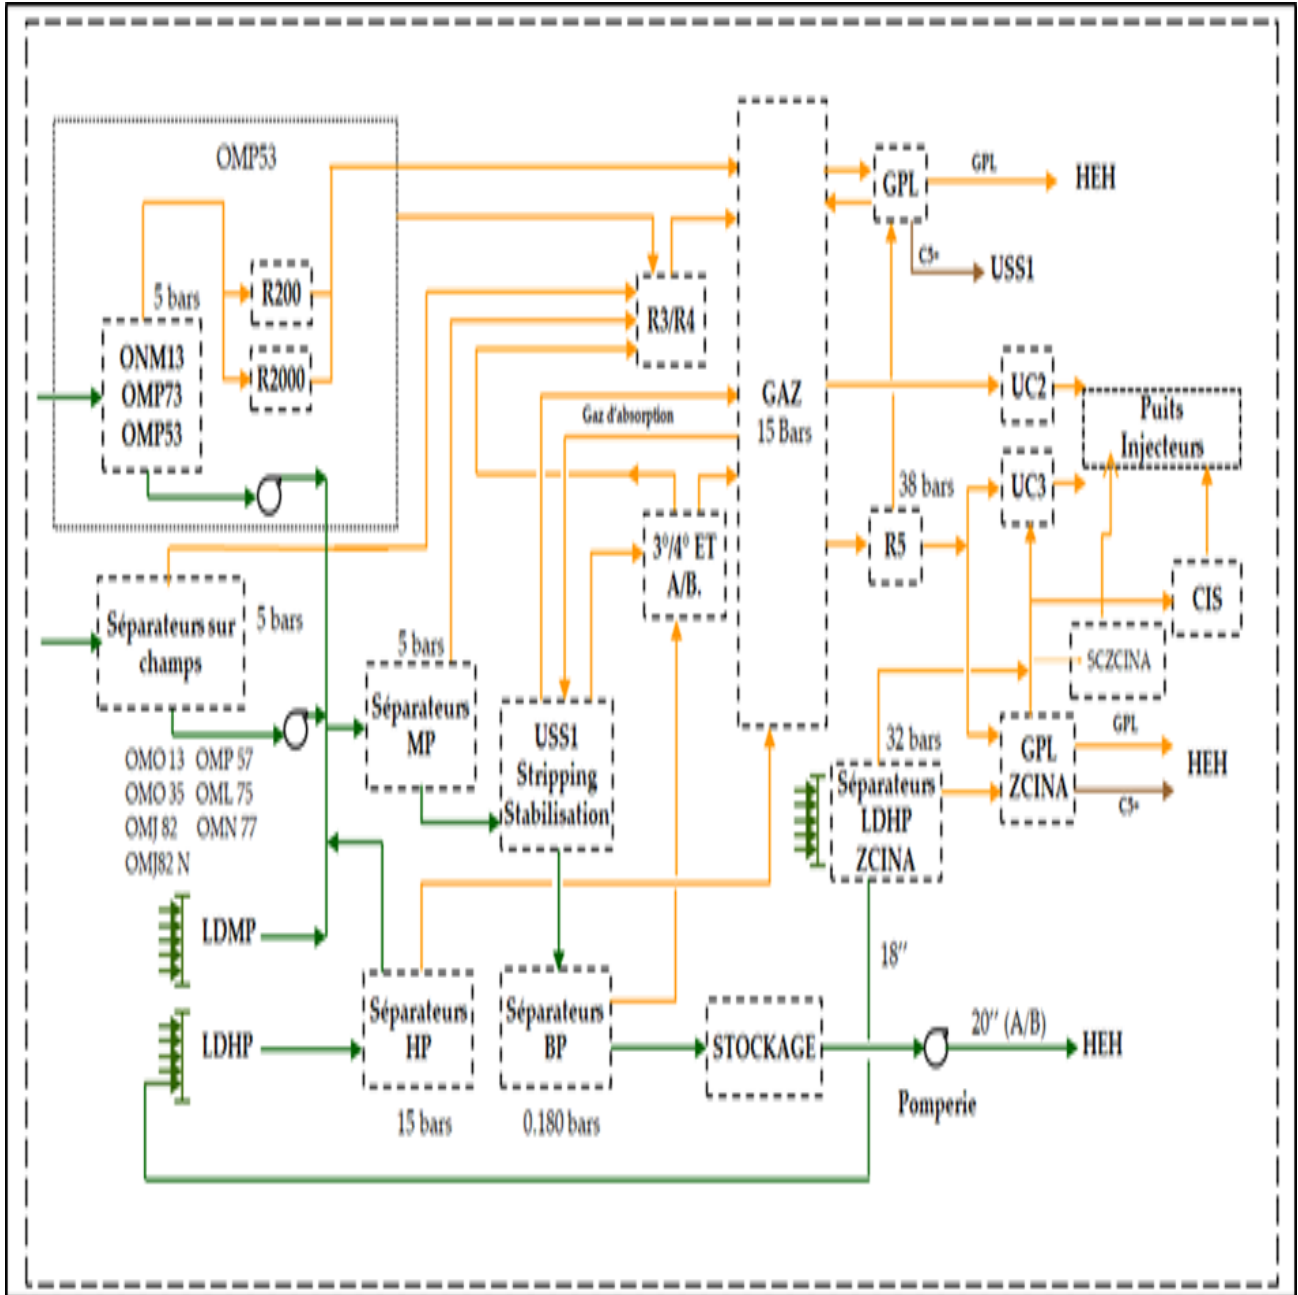 OMP53
5 bars
R200
R2000
ONM13
OMP73
OMP53
R3/R4
GAZ
15 Bars
Gaz d'absorption
GPL
GPL
HEH
C5+
USS1
UC2
UC3
Puits
Injecteurs
38 bars
R5
CIS
SCZCINA
3°/4° ET
A/B.
Séparateurs sur
champs
5 bars
OMO 13 OMP 57
OMO 35 OML 75
OMJ 82 OMN 77
OMJ82 N
5 bars
Séparateurs
MP
USS1
Stripping
Stabilisation
32 bars
Séparateurs
LDHP
ZCINA
GPL
ZCINA
GPL
HEH
C5+
LDMP
LDHP
Séparateurs
HP
15 bars
Séparateurs
BP
0.180 bars
STOCKAGE
18''
20'' (A/B)
HEH
Pomperie